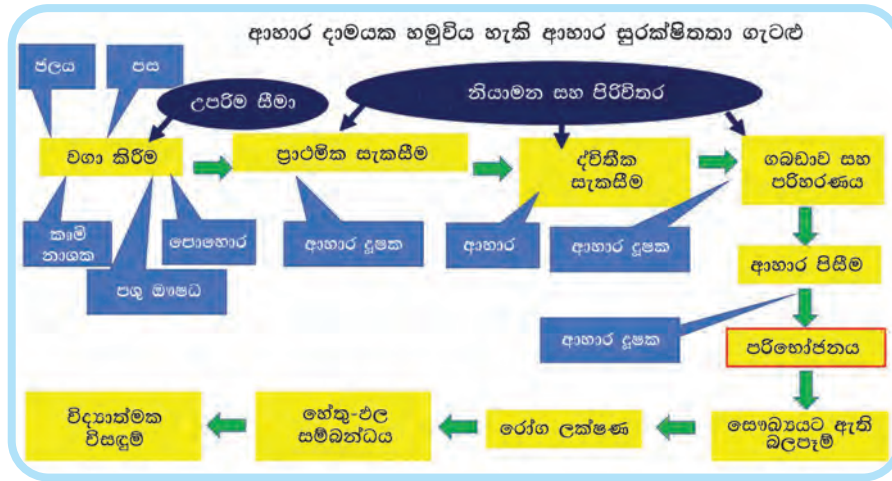 ආහාර දාමයක හමුවිය හැකි ආහාර සුරක්ෂිතතා ගැටළු
ජලය
පස
උපරිම සීමා
නියාමන සහ පිරිවිතර
වගා කිරීම
ප්‍රාථමික සැකසීම
ද්විතීක
සැකසීම
ගබඩාව සහ
පරිහරණය
කෘමි
නාශක
පොහොර
පශු ඖෂධ
ආහාර දූෂක
ආහාර
ආහාර දූෂක
ආහාර පිසීම
ආහාර දූෂක
පරිභෝජනය
විද්‍යාත්මක
විසඳුම්
හේතු-ඵල
සම්බන්ධය
රෝග ලක්ෂණ
සෞඛ්‍යයට ඇති
බලපෑම්